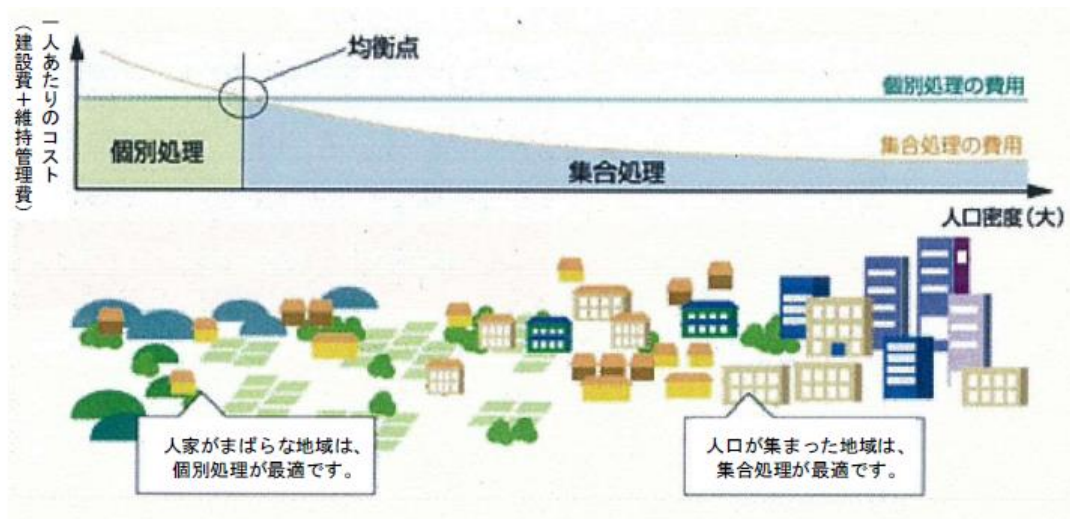 一人あたりのコスト
（建設費＋維持管理費）
均衡点
個別処理の費用
集合処理の費用
個別処理
集合処理
人口密度（大）
人家がまばらな地域は、
個別処理が最適です。
人口が集まった地域は、
集合処理が最適です。